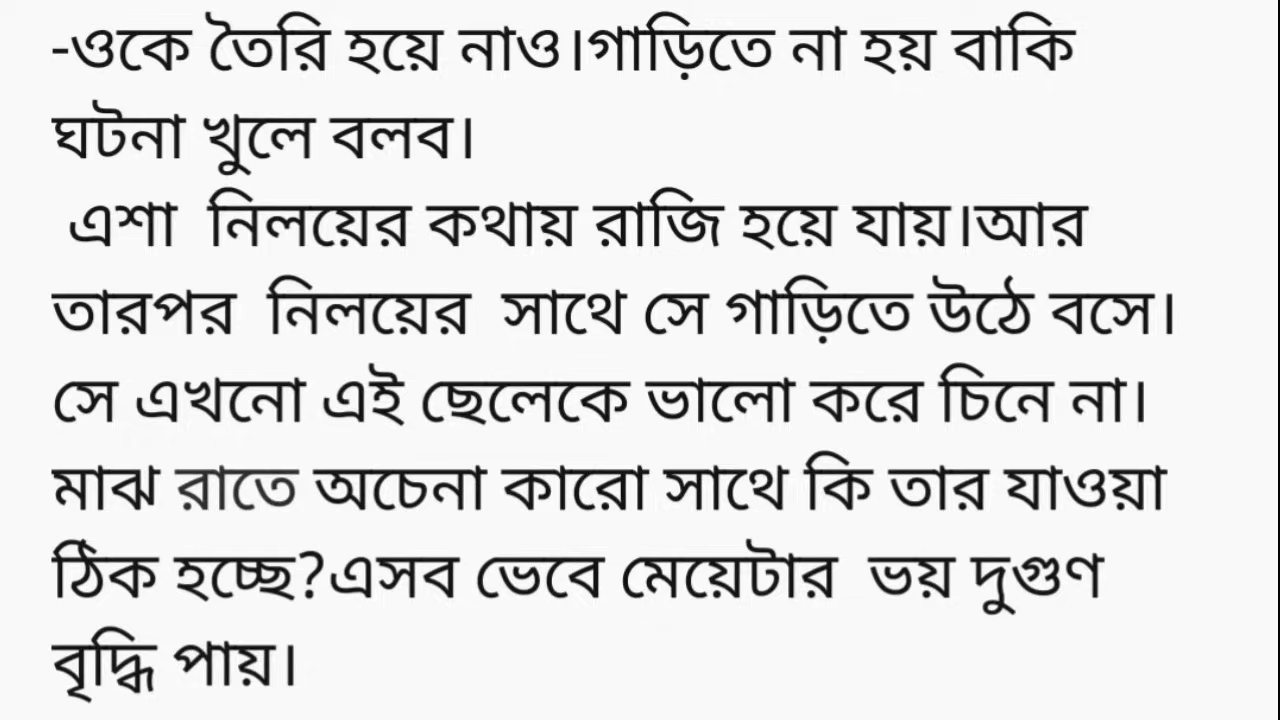 -ওকে তৈরি হয়ে নাও।গাড়িতে না হয় বাকি
ঘটনা খুলে বলব।
এশা নিলয়ের কথায় রাজি হয়ে যায়।আর
তারপর নিলয়ের সাথে সে গাড়িতে উঠে বসে।
সে এখনো এই ছেলেকে ভালো করে চিনে না।
মাঝ রাতে অচেনা কারো সাথে কি তার যাওয়া
ঠিক হচ্ছে?এসব ভেবে মেয়েটার ভয় দুগুণ
বৃদ্ধি পায়।